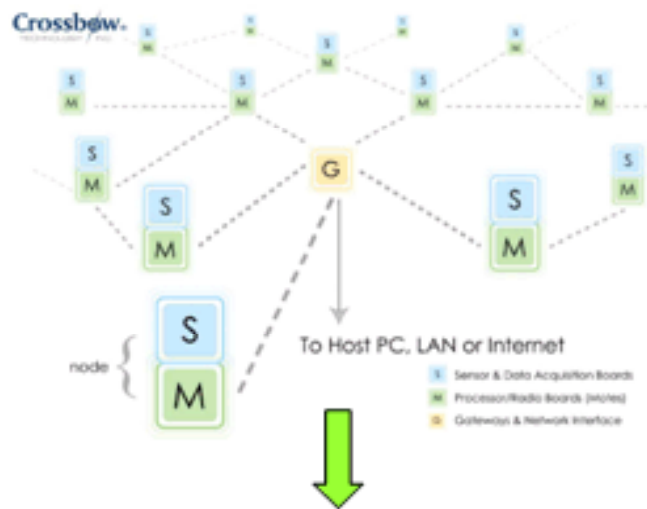 Crossbow
S
M
S
M
S
M
S
M
S
M
S
M
S
M
S
M
G
S
M
S
M
S
M
S
M
S
M
node
To Host PC, LAN or Internet
S Sensor & Data Acquisition Boards
M Processor/Radio Boards (Motes)
G Gateways & Network Interface